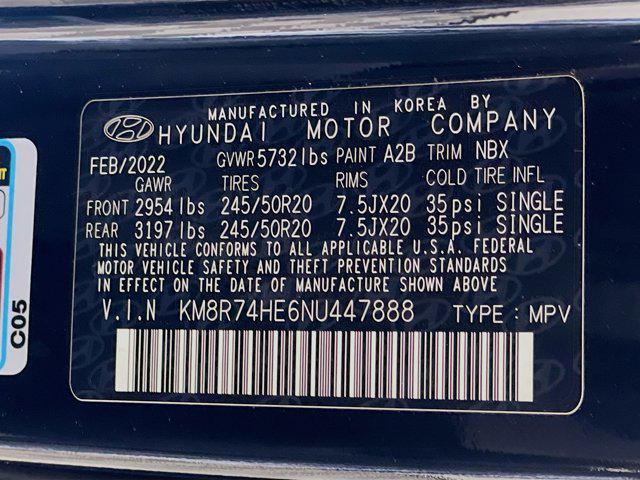 MANUFACTURED IN KOREA BY
HYUNDAI MOTOR COMPANY
FEB/2022 GVWR 5732 lbs PAINT A2B TRIM NBX
GAWR TIRES RIMS COLD TIRE INFL
FRONT 2954 lbs 245/50R20 7.5JX20 35psi SINGLE
REAR 3197 lbs 245/50R20 7.5JX20 35psi SINGLE
THIS VEHICLE CONFORMS TO ALL APPLICABLE U.S.A. FEDERAL
MOTOR VEHICLE SAFETY AND THEFT PREVENTION STANDARDS
IN EFFECT ON THE DATE OF MANUFACTURE SHOWN ABOVE
V.I.N KM8R74HE6NU447888 TYPE : MPV
C05